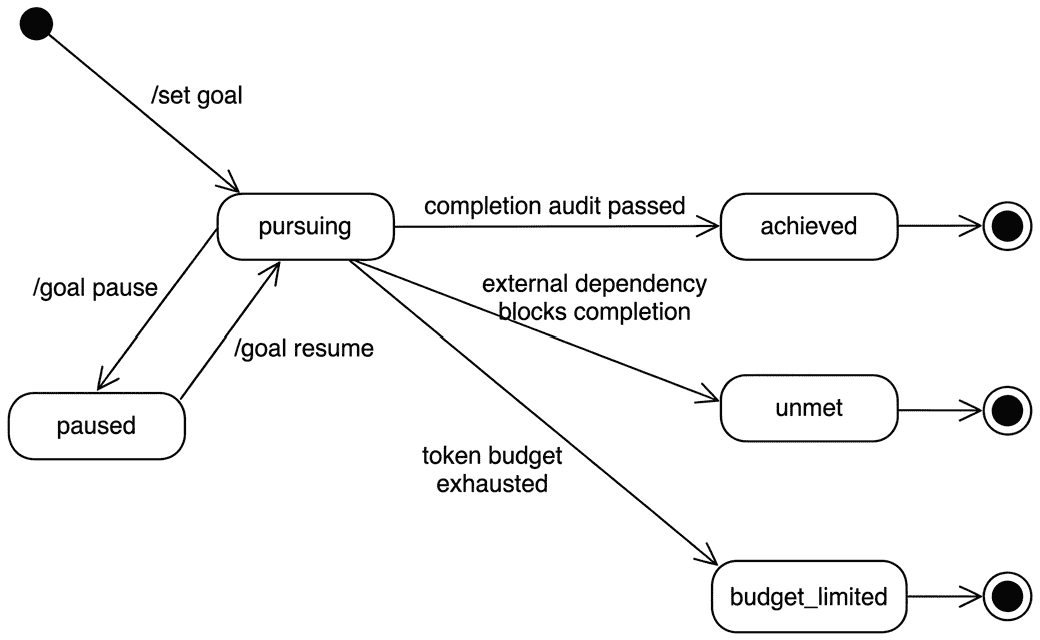 /set goal
pursuing
completion audit passed
achieved
/goal pause
external dependency
blocks completion
/goal resume
paused
unmet
token budget
exhausted
budget_limited